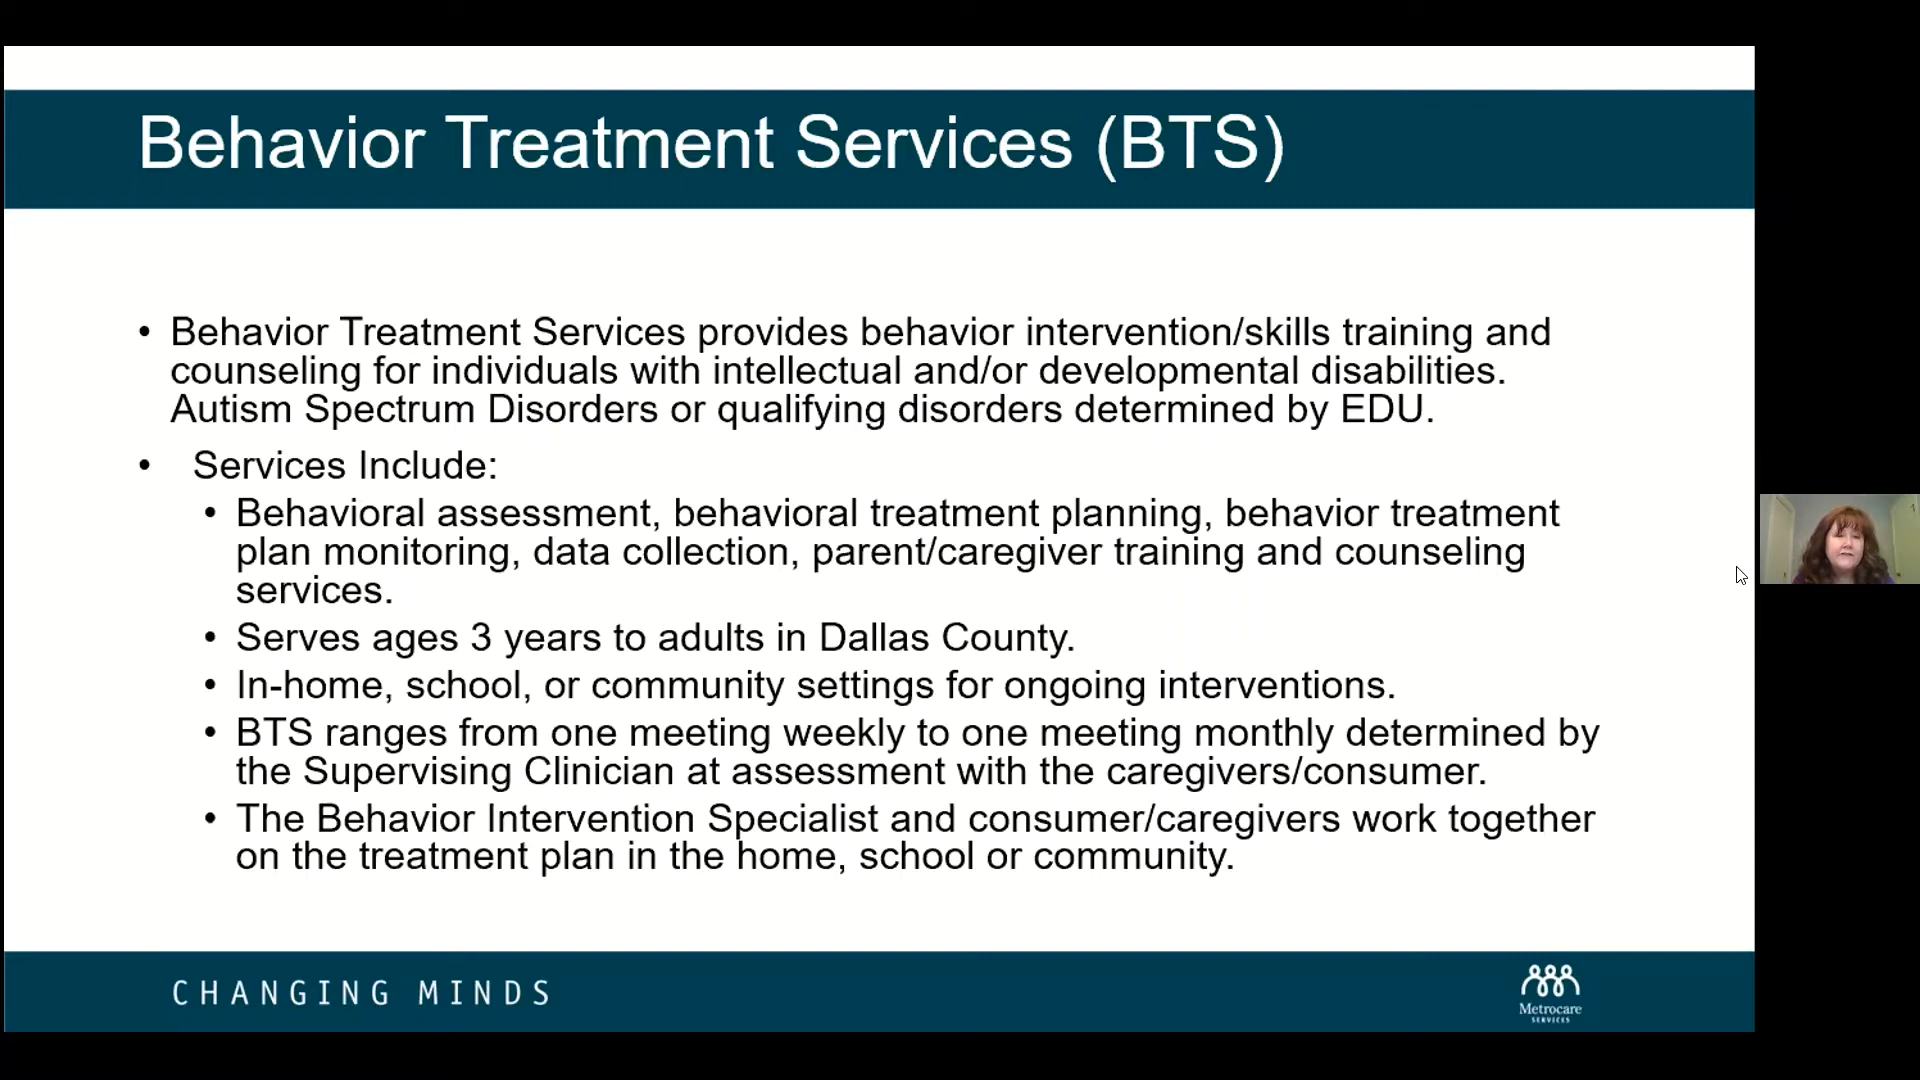 Behavior Treatment Services (BTS)
• Behavior Treatment Services provides behavior intervention/skills training and
counseling for individuals with intellectual and/or developmental disabilities.
Autism Spectrum Disorders or qualifying disorders determined by EDU.
• Services Include:
• Behavioral assessment, behavioral treatment planning, behavior treatment
plan monitoring, data collection, parent/caregiver training and counseling
services.
• Serves ages 3 years to adults in Dallas County.
• In-home, school, or community settings for ongoing interventions.
• BTS ranges from one meeting weekly to one meeting monthly determined by
the Supervising Clinician at assessment with the caregivers/consumer.
• The Behavior Intervention Specialist and consumer/caregivers work together
on the treatment plan in the home, school or community.
CHANGING MINDS
Metrocare
SERVICES